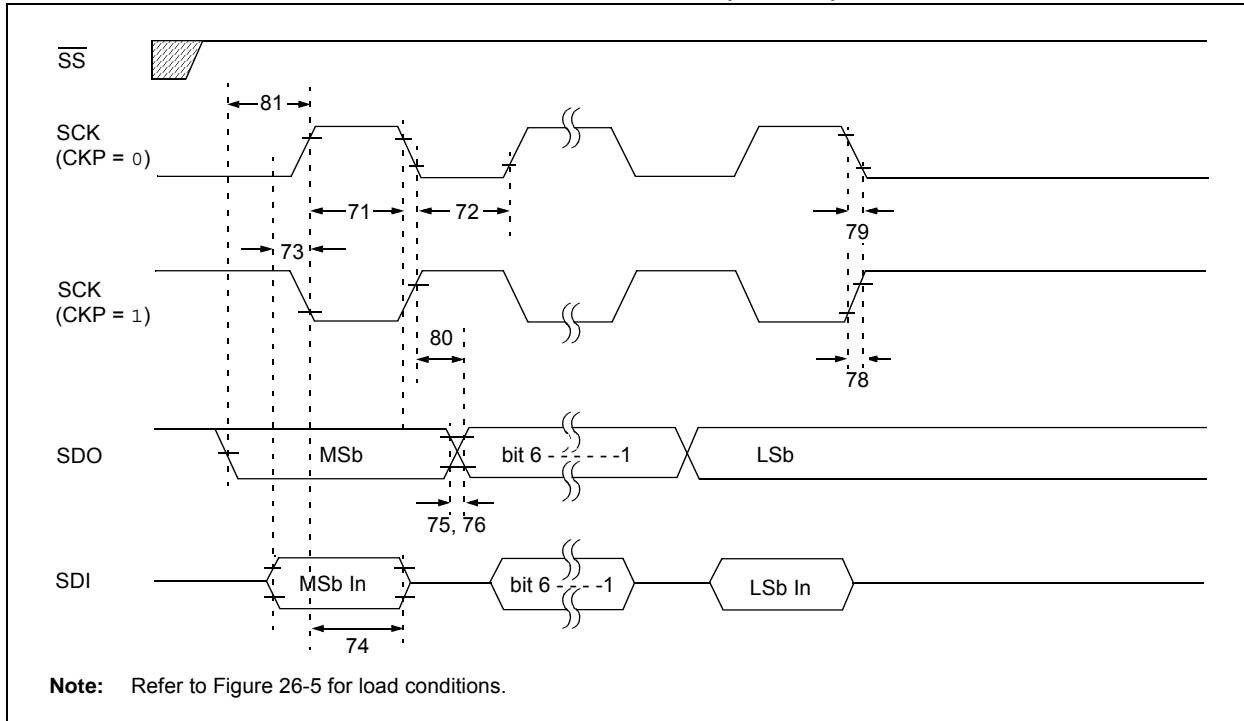 SS
81
SCK
(CKP = 0)
71
72
79
73
SCK
(CKP = 1)
80
78
SDO
MSb
bit 6 - - - - - - -1
LSb
75, 76
SDI
MSb In
bit 6 - - - - -1
LSb In
74
Note: Refer to Figure 26-5 for load conditions.